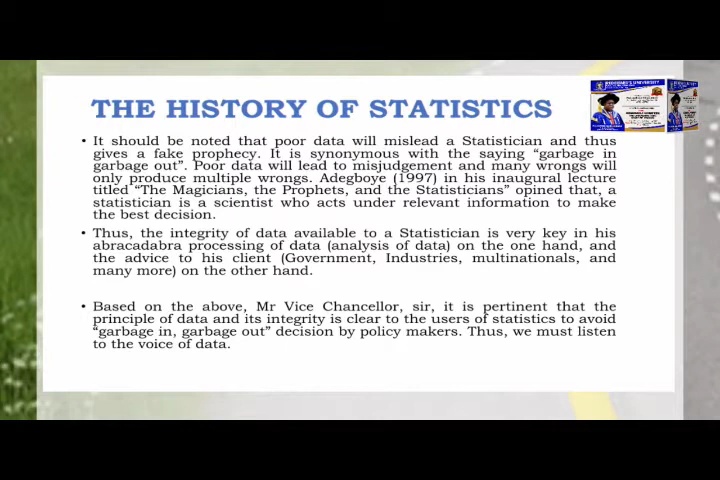 THE HISTORY OF STATISTICS
• It should be noted that poor data will mislead a Statistician and thus
gives a fake prophecy. It is synonymous with the saying “garbage in
garbage out”. Poor data will lead to misjudgement and many wrongs will
only produce multiple wrongs. Adegboye (1997) in his inaugural lecture
titled “The Magicians, the Prophets, and the Statisticians” opined that, a
statistician is a scientist who acts under relevant information to make
the best decision.
• Thus, the integrity of data available to a Statistician is very key in his
abracadabra processing of data (analysis of data) on the one hand, and
the advice to his client (Government, Industries, multinationals, and
many more) on the other hand.
• Based on the above, Mr Vice Chancellor, sir, it is pertinent that the
principle of data and its integrity is clear to the users of statistics to avoid
“garbage in, garbage out” decision by policy makers. Thus, we must listen
to the voice of data.